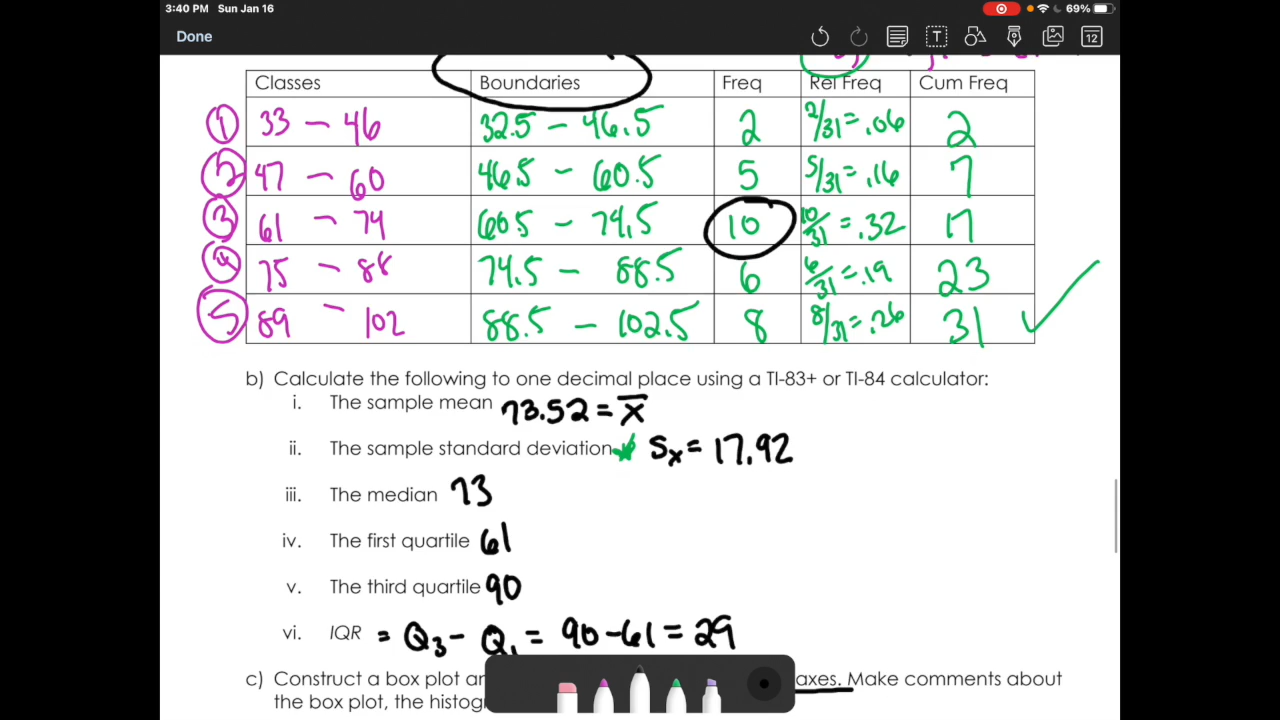 3:40 PM Sun Jan 16 69%
Done 12
Classes Boundaries Freq Rel Freq Cum Freq
① 33 – 46 32.5 – 46.5 2 2/31 = .06 2
② 47 – 60 46.5 – 60.5 5 5/31 = .16 7
③ 61 – 74 60.5 – 74.5 10 10/31 = .32 17
④ 75 – 88 74.5 – 88.5 6 6/31 = .19 23
⑤ 89 – 102 88.5 – 102.5 8 8/31 = .26 31
b) Calculate the following to one decimal place using a TI-83+ or TI-84 calculator:
i. The sample mean 73.52 = x̅
ii. The sample standard deviation Sx = 17.92
iii. The median 73
iv. The first quartile 61
v. The third quartile 90
vi. IQR = Q3 – Q1 = 90 – 61 = 29
c) Construct a box plot axes. Make comments about
the box plot, the